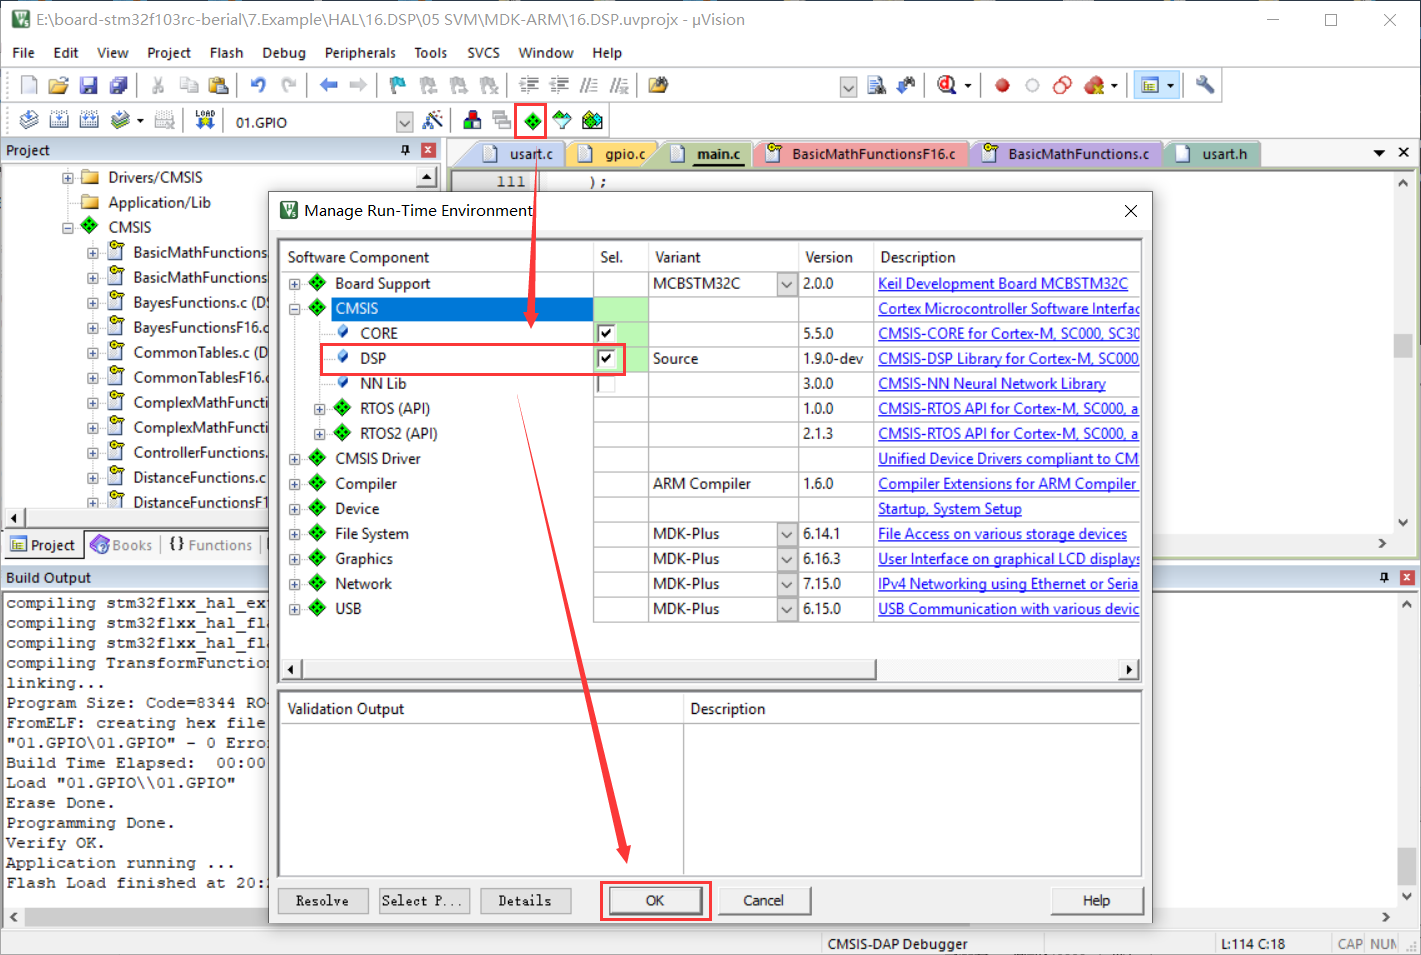 E:\board-stm32f103rc-berial\7.Example\HAL\16.DSP\05 SVM\MDK-ARM\16.DSP.uvprojx - µVision
File Edit View Project Flash Debug Peripherals Tools SVCS Window Help
LOAD
01.GPIO
Project
usart.c
gpio.c
main.c
BasicMathFunctionsF16.c
BasicMathFunctions.c
usart.h
111 );
Drivers/CMSIS
Application/Lib
CMSIS
BasicMathFunctions.
BasicMathFunctions
BayesFunctions.c (DS
BayesFunctionsF16.c
CommonTables.c (D
CommonTablesF16.c
ComplexMathFuncti
ComplexMathFuncti
ControllerFunctions.
DistanceFunctions.c
DistanceFunctionsF1
Project Books {} Functions
Manage Run-Time Environment
Software Component Sel. Variant Version Description
Board Support MCBSTM32C 2.0.0 Keil Development Board MCBSTM32C
CMSIS Cortex Microcontroller Software Interfac
CORE 5.5.0 CMSIS-CORE for Cortex-M, SC000, SC30
DSP Source 1.9.0-dev CMSIS-DSP Library for Cortex-M, SC000
NN Lib 3.0.0 CMSIS-NN Neural Network Library
RTOS (API) 1.0.0 CMSIS-RTOS API for Cortex-M, SC000, a
RTOS2 (API) 2.1.3 CMSIS-RTOS API for Cortex-M, SC000, a
CMSIS Driver Unified Device Drivers compliant to CM
Compiler ARM Compiler 1.6.0 Compiler Extensions for ARM Compiler
Device Startup, System Setup
File System MDK-Plus 6.14.1 File Access on various storage devices
Graphics MDK-Plus 6.16.3 User Interface on graphical LCD displays
Network MDK-Plus 7.15.0 IPv4 Networking using Ethernet or Seria
USB MDK-Plus 6.15.0 USB Communication with various devic
Validation Output Description
Resolve Select P... Details OK Cancel Help
Build Output
compiling stm32f1xx_hal_ext
compiling stm32f1xx_hal_fla
compiling stm32f1xx_hal_fla
compiling TransformFunction
linking...
Program Size: Code=8344 RO-
FromELF: creating hex file
"01.GPIO\01.GPIO" - 0 Error
Build Time Elapsed:  00:00
Load "01.GPIO\\01.GPIO"
Erase Done.
Programming Done.
Verify OK.
Application running ...
Flash Load finished at 20:
CMSIS-DAP Debugger L:114 C:18 CAP NUM